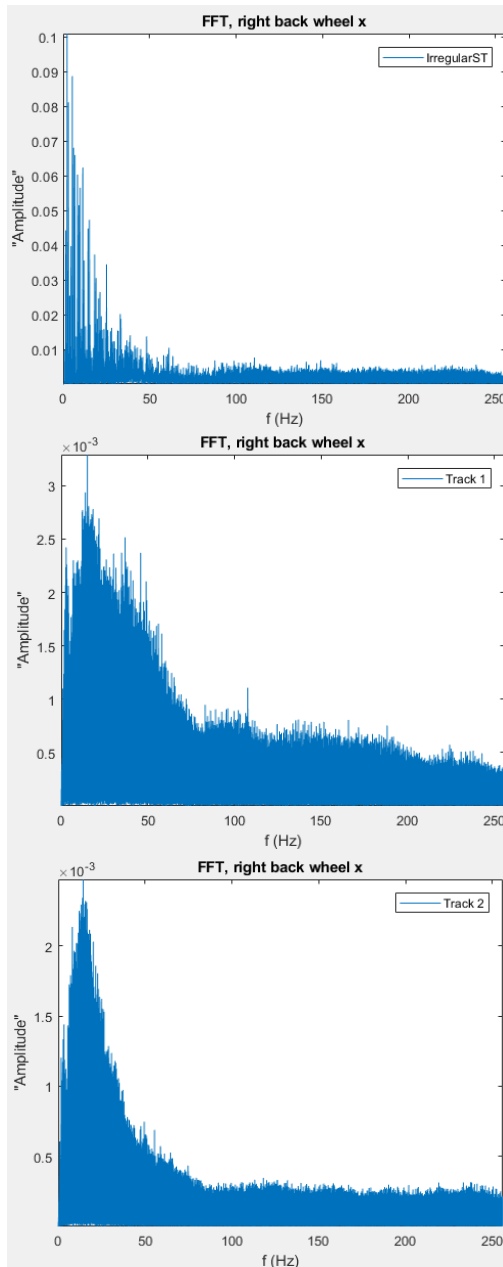 FFT, right back wheel x
IrregularST
0.1
0.09
0.08
0.07
0.06
0.05
0.04
0.03
0.02
0.01
"Amplitude"
0 50 100 150 200 250
f (Hz)
FFT, right back wheel x
×10⁻³
Track 1
3
2.5
2
1.5
1
0.5
"Amplitude"
0 50 100 150 200 250
f (Hz)
FFT, right back wheel x
×10⁻³
Track 2
2
1.5
1
0.5
"Amplitude"
0 50 100 150 200 250
f (Hz)